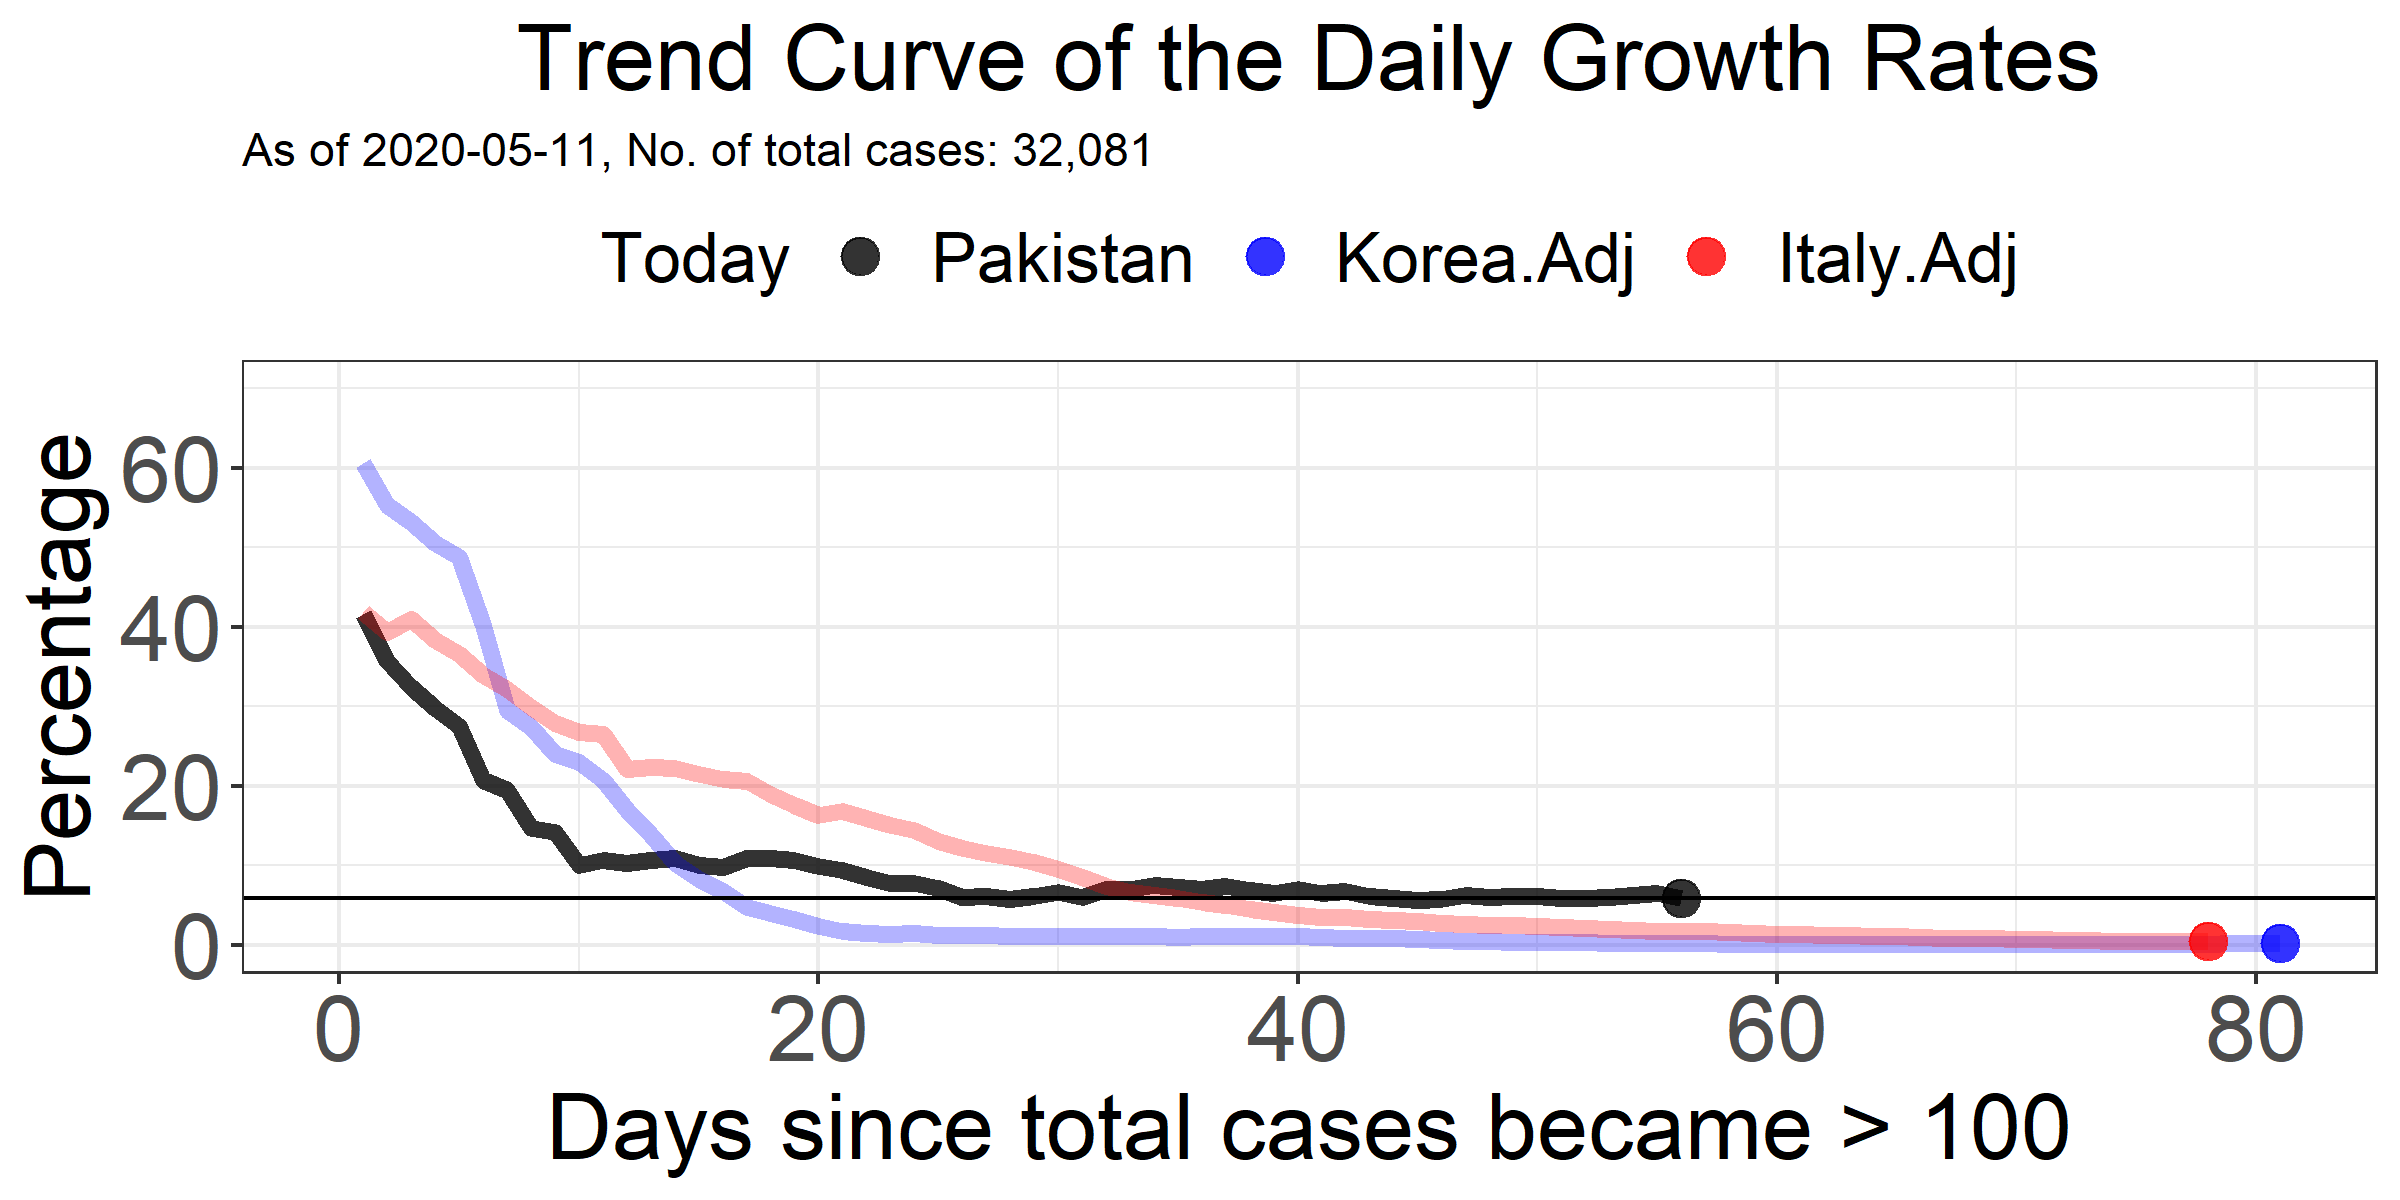 Trend Curve of the Daily Growth Rates
As of 2020-05-11, No. of total cases: 32,081
Today Pakistan Korea.Adj Italy.Adj
Percentage
60
40
20
0
0 20 40 60 80
Days since total cases became > 100